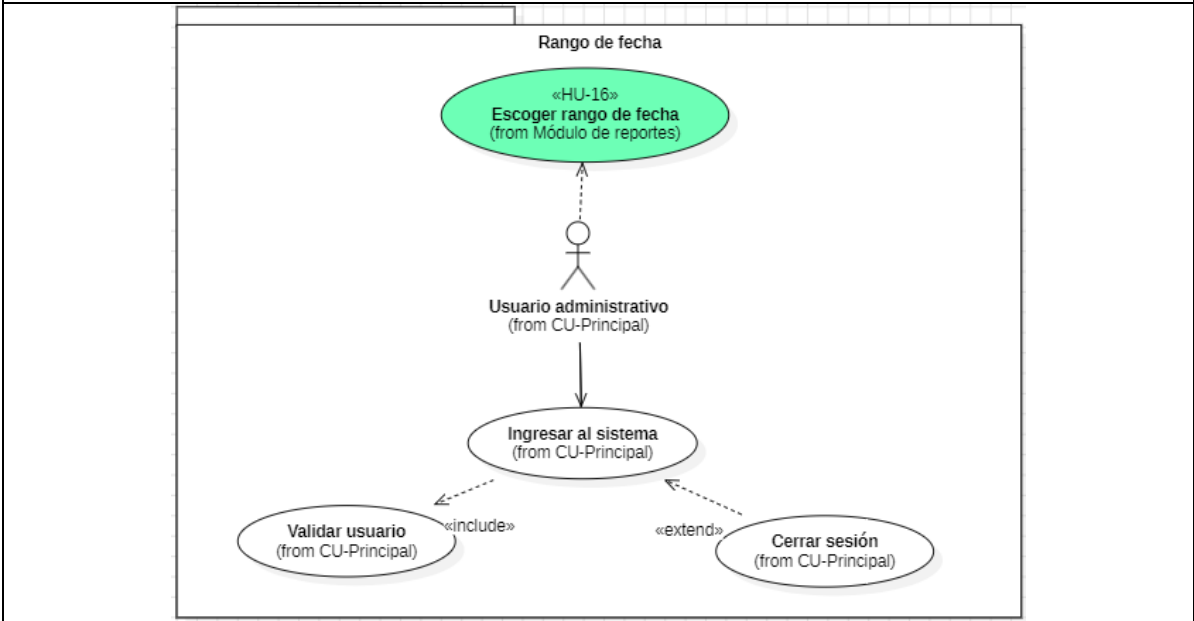 Rango de fecha
«HU-16»
Escoger rango de fecha
(from Módulo de reportes)
Usuario administrativo
(from CU-Principal)
Ingresar al sistema
(from CU-Principal)
«include»
«extend»
Validar usuario
(from CU-Principal)
Cerrar sesión
(from CU-Principal)